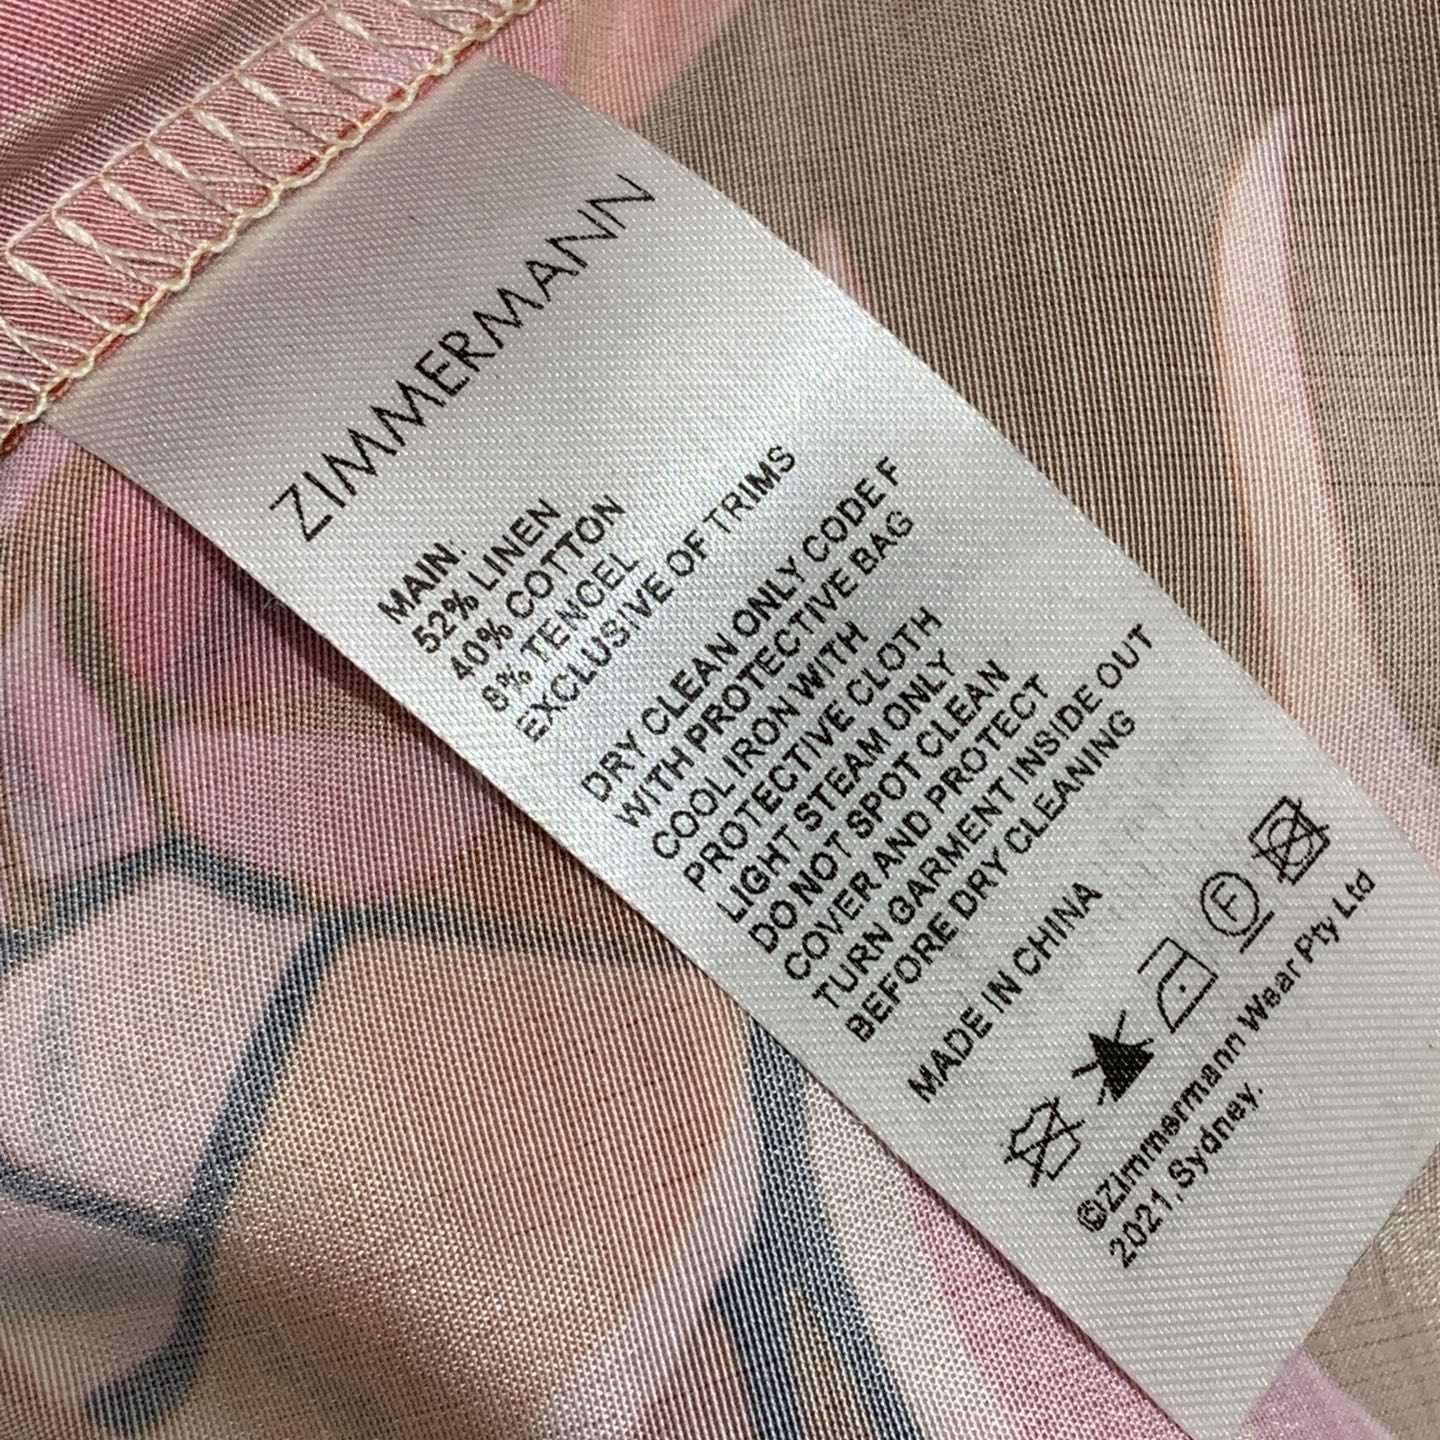 ZIMMERMANN
MAIN:
52% LINEN
40% COTTON
8% TENCEL
EXCLUSIVE OF TRIMS
DRY CLEAN ONLY CODE F
WITH PROTECTIVE BAG
COOL IRON WITH
PROTECTIVE CLOTH
LIGHT STEAM ONLY
DO NOT SPOT CLEAN
COVER AND PROTECT
TURN GARMENT INSIDE OUT
BEFORE DRY CLEANING
MADE IN CHINA
F
©Zimmermann Wear Pty Ltd
2021,Sydney.